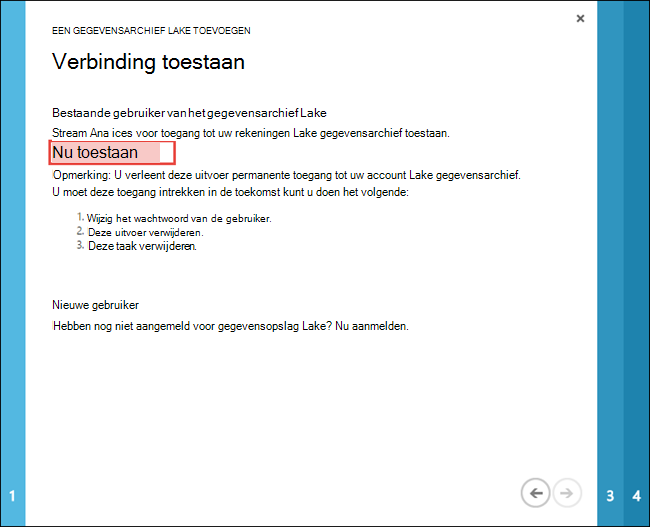 EEN GEGEVENSARCHIEF LAKE TOEVOEGEN
Verbinding toestaan
Bestaande gebruiker van het gegevensarchief Lake
Stream Ana ices voor toegang tot uw rekeningen Lake gegevensarchief toestaan.
Nu toestaan
Opmerking: U verleent deze uitvoer permanente toegang tot uw account Lake gegevensarchief.
U moet deze toegang intrekken in de toekomst kunt u doen het volgende:
1. Wijzig het wachtwoord van de gebruiker.
2. Deze uitvoer verwijderen.
3. Deze taak verwijderen.
Nieuwe gebruiker
Hebben nog niet aangemeld voor gegevensopslag Lake? Nu aanmelden.
1
3
4